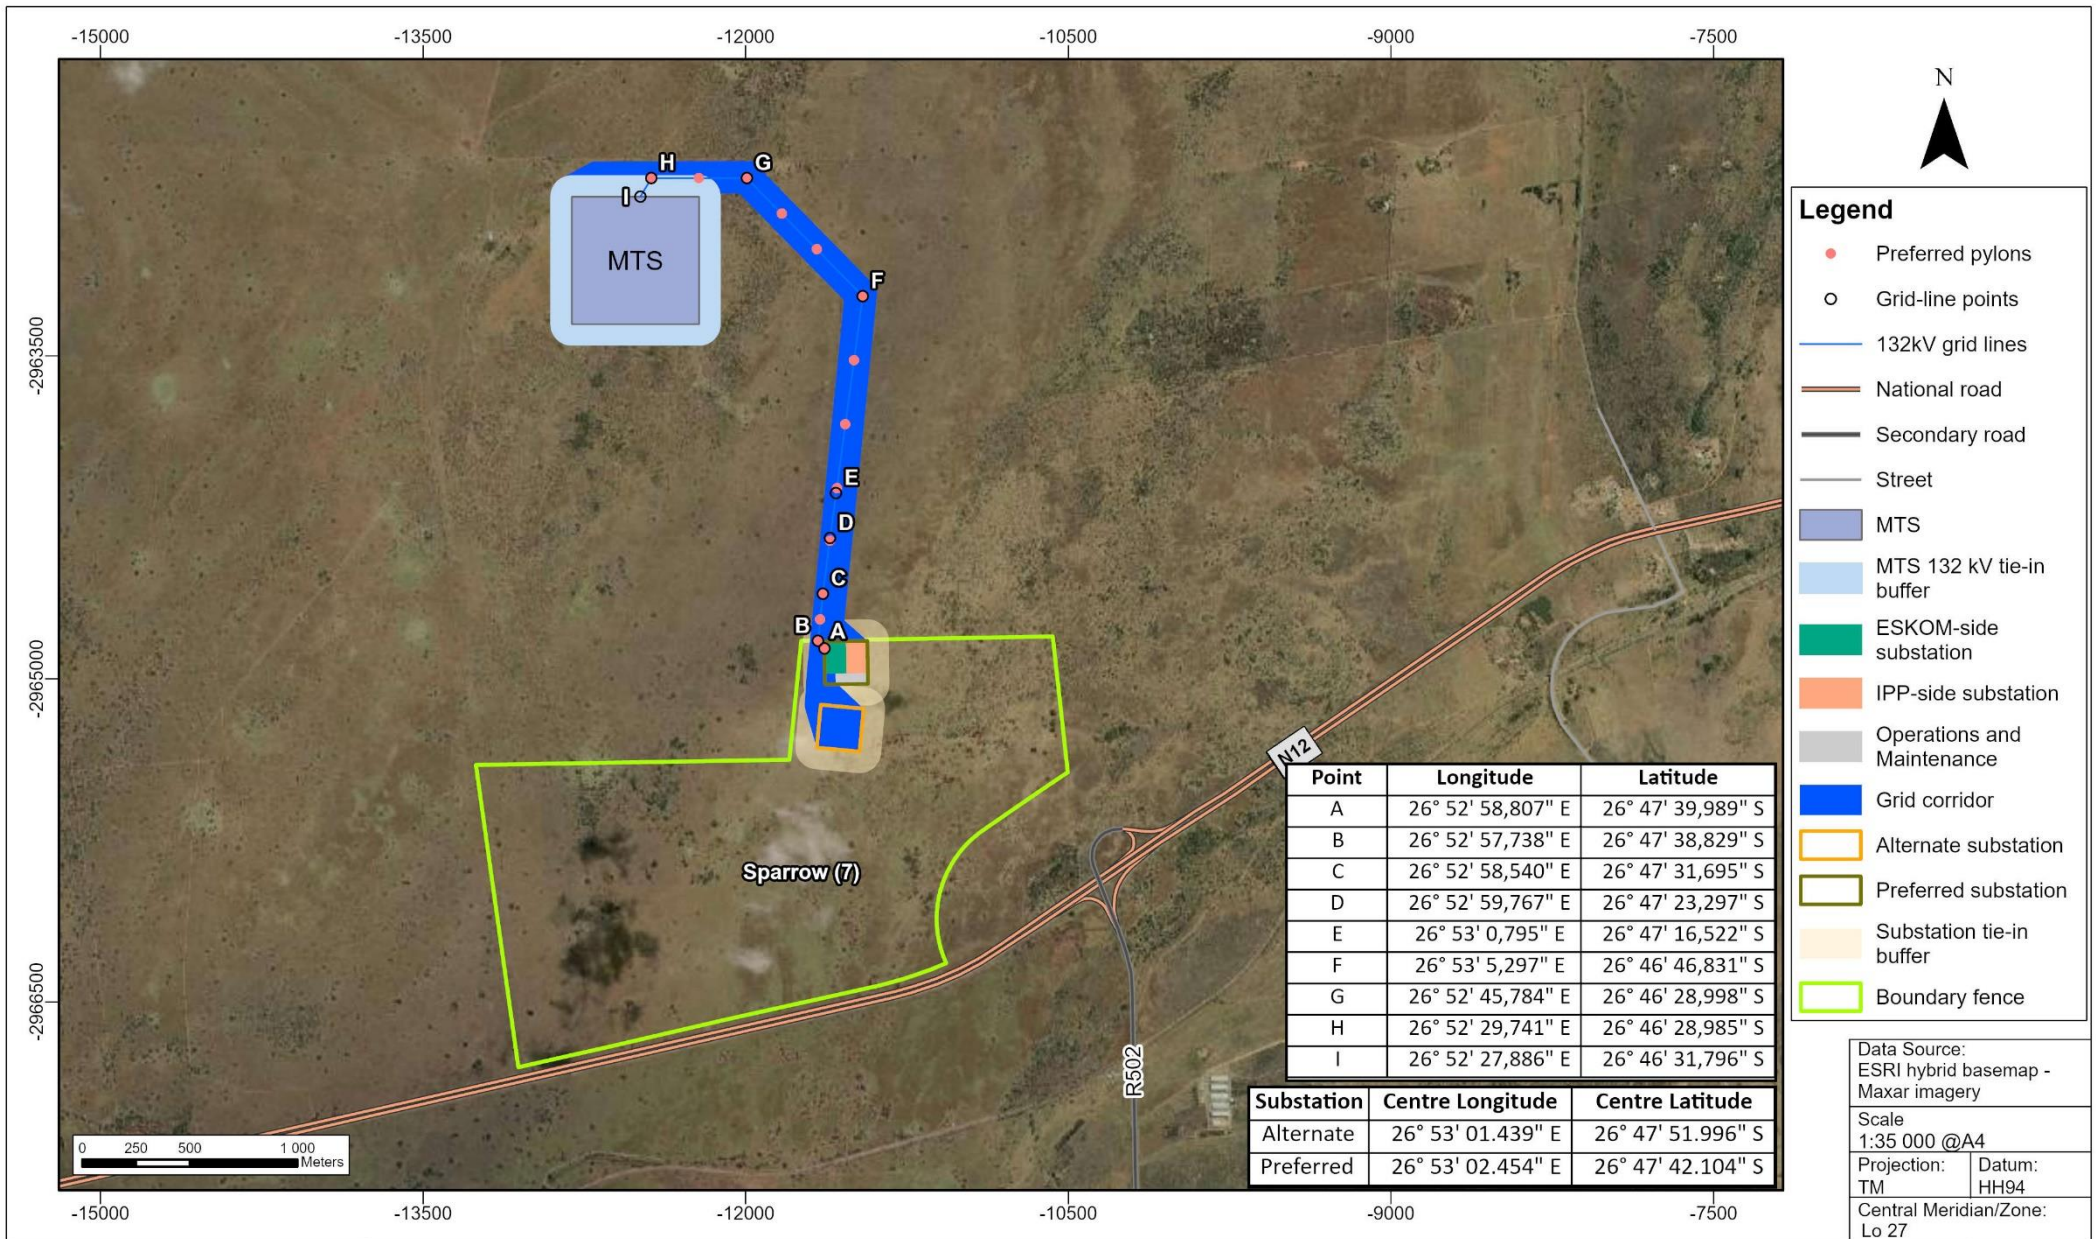 -15000 -13500 -12000 -10500 -9000 -7500
-2963500
-2965000
-2966500
H
G
I
MTS
F
E
D
C
B
A
Sparrow (7)
N12
R502
0 250 500 1 000
Meters
Point Longitude Latitude
A 26° 52' 58,807" E 26° 47' 39,989" S
B 26° 52' 57,738" E 26° 47' 38,829" S
C 26° 52' 58,540" E 26° 47' 31,695" S
D 26° 52' 59,767" E 26° 47' 23,297" S
E 26° 53' 0,795" E 26° 47' 16,522" S
F 26° 53' 5,297" E 26° 46' 46,831" S
G 26° 52' 45,784" E 26° 46' 28,998" S
H 26° 52' 29,741" E 26° 46' 28,985" S
I 26° 52' 27,886" E 26° 46' 31,796" S
Substation Centre Longitude Centre Latitude
Alternate 26° 53' 01.439" E 26° 47' 51.996" S
Preferred 26° 53' 02.454" E 26° 47' 42.104" S
-15000 -13500 -12000 -10500 -9000 -7500
N
Legend
Preferred pylons
Grid-line points
132kV grid lines
National road
Secondary road
Street
MTS
MTS 132 kV tie-in
buffer
ESKOM-side
substation
IPP-side substation
Operations and
Maintenance
Grid corridor
Alternate substation
Preferred substation
Substation tie-in
buffer
Boundary fence
Data Source:
ESRI hybrid basemap -
Maxar imagery
Scale
1:35 000 @A4
Projection: Datum:
TM HH94
Central Meridian/Zone:
Lo 27